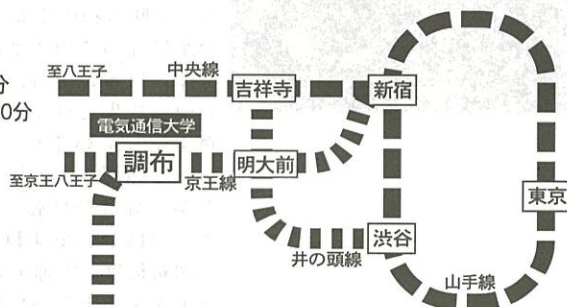 分
0分
至八王子
中央線
吉祥寺
新宿
電気通信大学
調布
明大前
至京王八王子
京王線
東京
井の頭線
渋谷
山手線